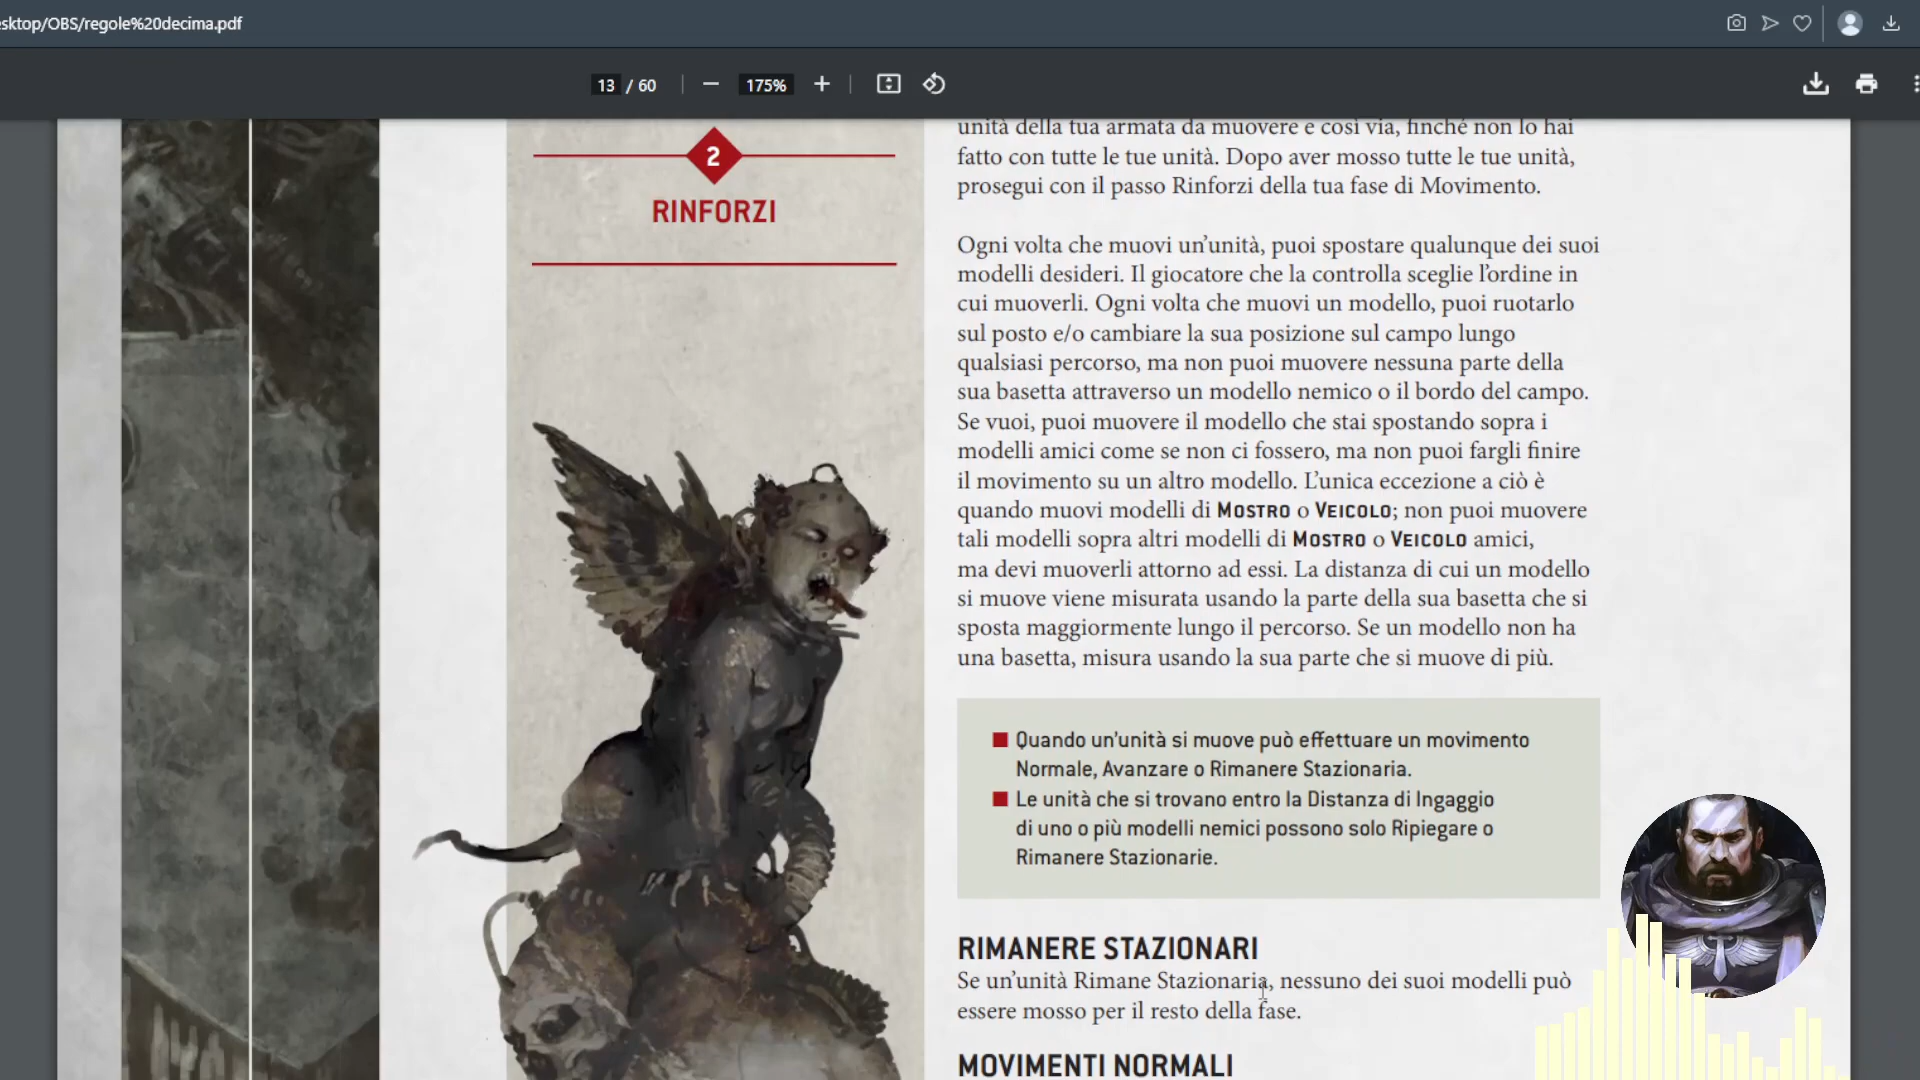 esktop/OBS/regole%20decima.pdf
13 / 60
175%
2
RINFORZI
unità della tua armata da muovere e così via, finché non lo hai
fatto con tutte le tue unità. Dopo aver mosso tutte le tue unità,
prosegui con il passo Rinforzi della tua fase di Movimento.
Ogni volta che muovi un’unità, puoi spostare qualunque dei suoi
modelli desideri. Il giocatore che la controlla sceglie l’ordine in
cui muoverli. Ogni volta che muovi un modello, puoi ruotarlo
sul posto e/o cambiare la sua posizione sul campo lungo
qualsiasi percorso, ma non puoi muovere nessuna parte della
sua basetta attraverso un modello nemico o il bordo del campo.
Se vuoi, puoi muovere il modello che stai spostando sopra i
modelli amici come se non ci fossero, ma non puoi fargli finire
il movimento su un altro modello. L’unica eccezione a ciò è
quando muovi modelli di Mostro o Veicolo; non puoi muovere
tali modelli sopra altri modelli di Mostro o Veicolo amici,
ma devi muoverli attorno ad essi. La distanza di cui un modello
si muove viene misurata usando la parte della sua basetta che si
sposta maggiormente lungo il percorso. Se un modello non ha
una basetta, misura usando la sua parte che si muove di più.
Quando un’unità si muove può effettuare un movimento
Normale, Avanzare o Rimanere Stazionaria.
Le unità che si trovano entro la Distanza di Ingaggio
di uno o più modelli nemici possono solo Ripiegare o
Rimanere Stazionarie.
RIMANERE STAZIONARI
Se un’unità Rimane Stazionaria, nessuno dei suoi modelli può
essere mosso per il resto della fase.
MOVIMENTI NORMALI